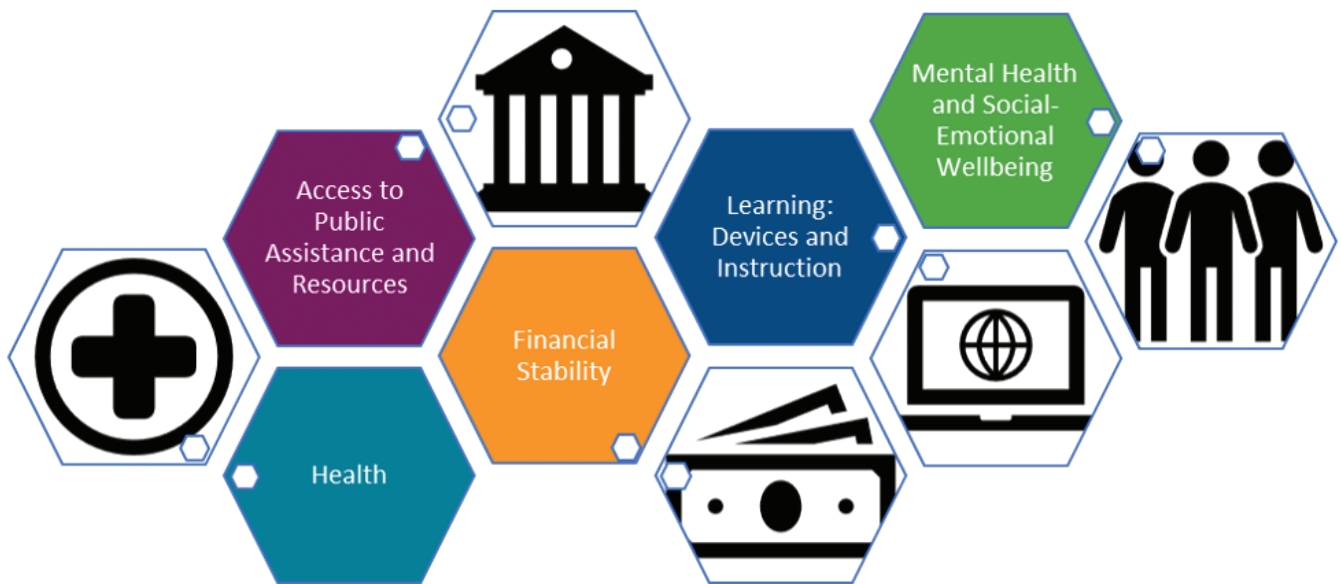 Access to
Public
Assistance and
Resources
Health
Financial
Stability
Learning:
Devices and
Instruction
Mental Health
and Social-
Emotional
Wellbeing